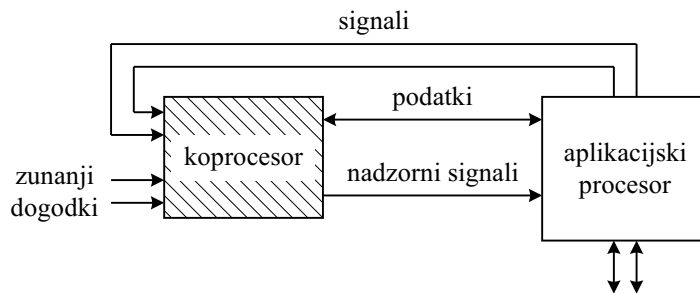 signali
podatki
koprocesor
aplikacijski
procesor
zunanji
dogodki
nadzorni signali